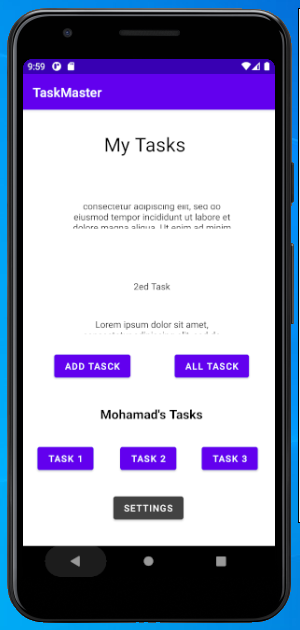 9:59
TaskMaster
My Tasks
consectetur adipiscing elit, sed do
eiusmod tempor incididunt ut labore et
dolore magna aliqua. Ut enim ad minim
2ed Task
Lorem ipsum dolor sit amet,
ADD TASCK
ALL TASCK
Mohamad's Tasks
TASK 1
TASK 2
TASK 3
SETTINGS